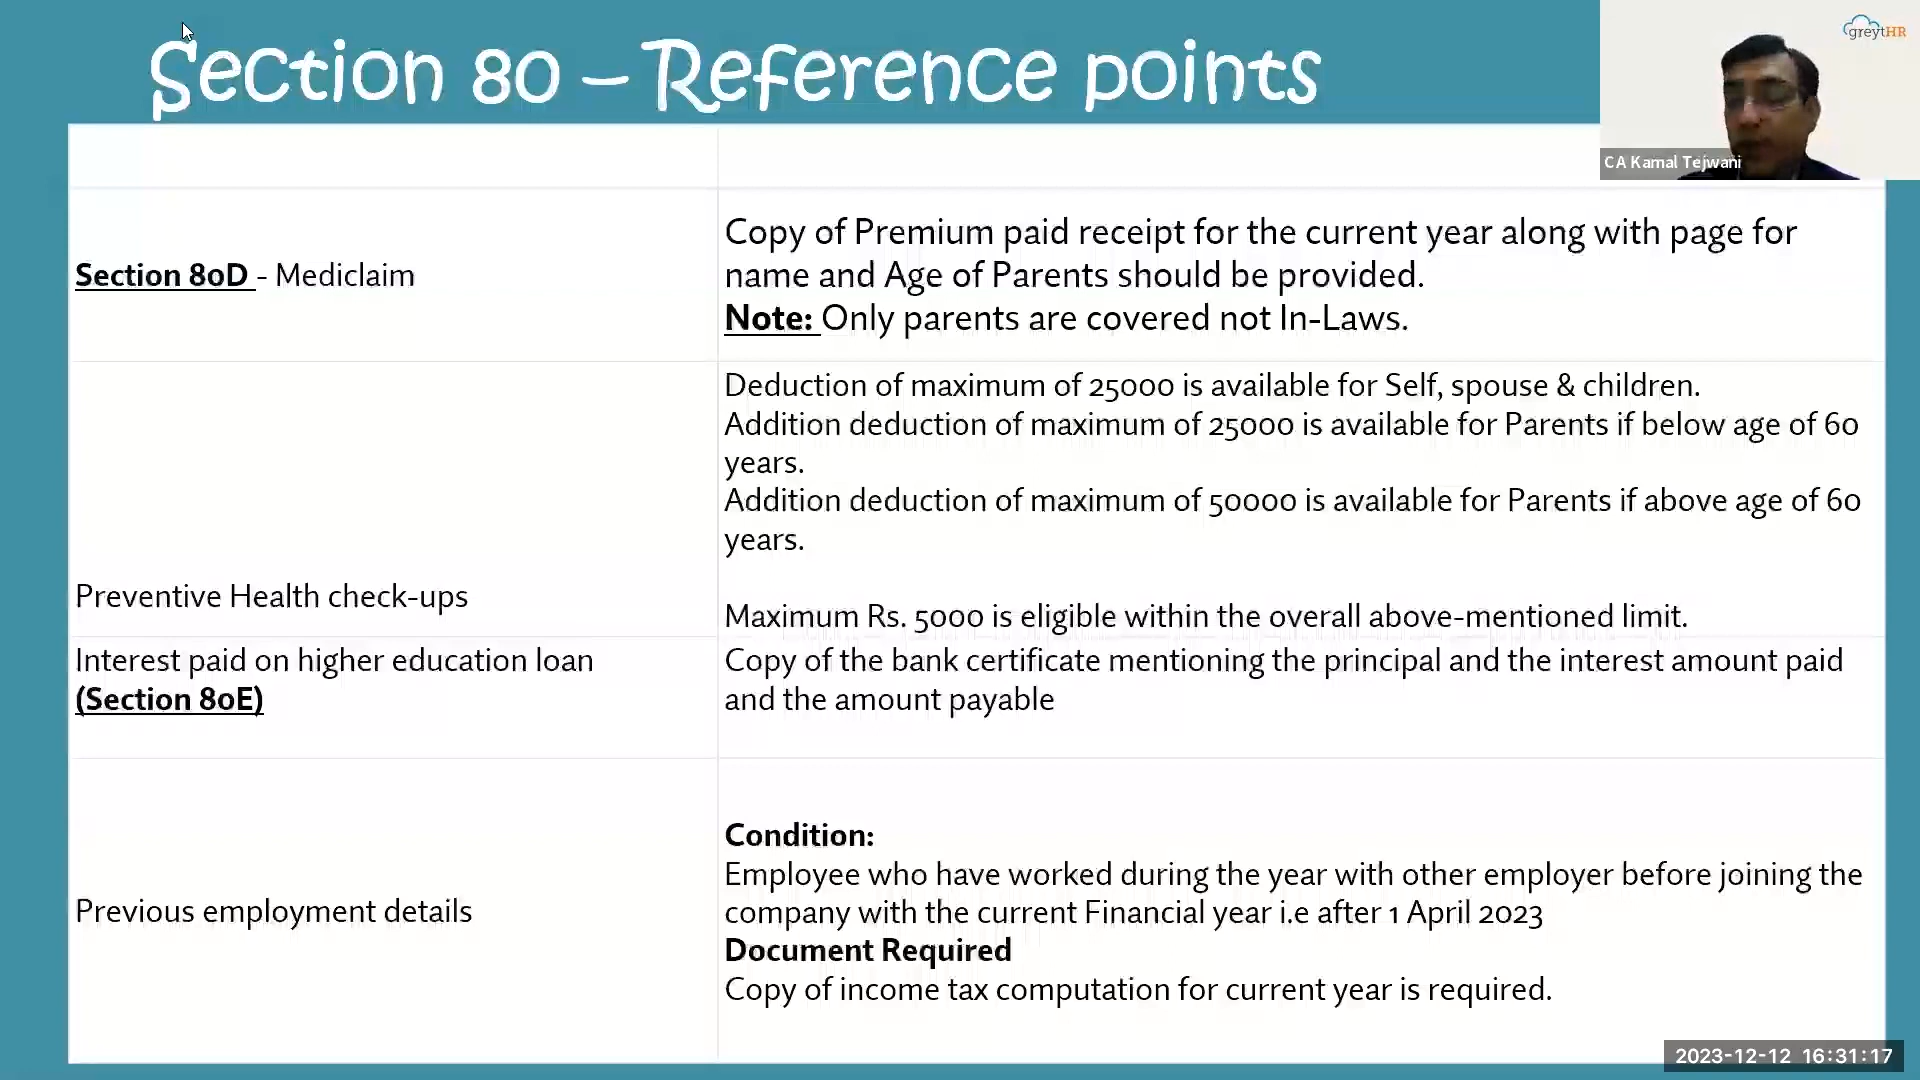 Section 80 – Reference points
greytHR
CA Kamal Tejwani
Section 80D - Mediclaim
Copy of Premium paid receipt for the current year along with page for
name and Age of Parents should be provided.
Note: Only parents are covered not In-Laws.
Deduction of maximum of 25000 is available for Self, spouse & children.
Addition deduction of maximum of 25000 is available for Parents if below age of 60
years.
Addition deduction of maximum of 50000 is available for Parents if above age of 60
years.
Preventive Health check-ups
Maximum Rs. 5000 is eligible within the overall above-mentioned limit.
Interest paid on higher education loan
(Section 80E)
Copy of the bank certificate mentioning the principal and the interest amount paid
and the amount payable
Previous employment details
Condition:
Employee who have worked during the year with other employer before joining the
company with the current Financial year i.e after 1 April 2023
Document Required
Copy of income tax computation for current year is required.
2023-12-12 16:31:17